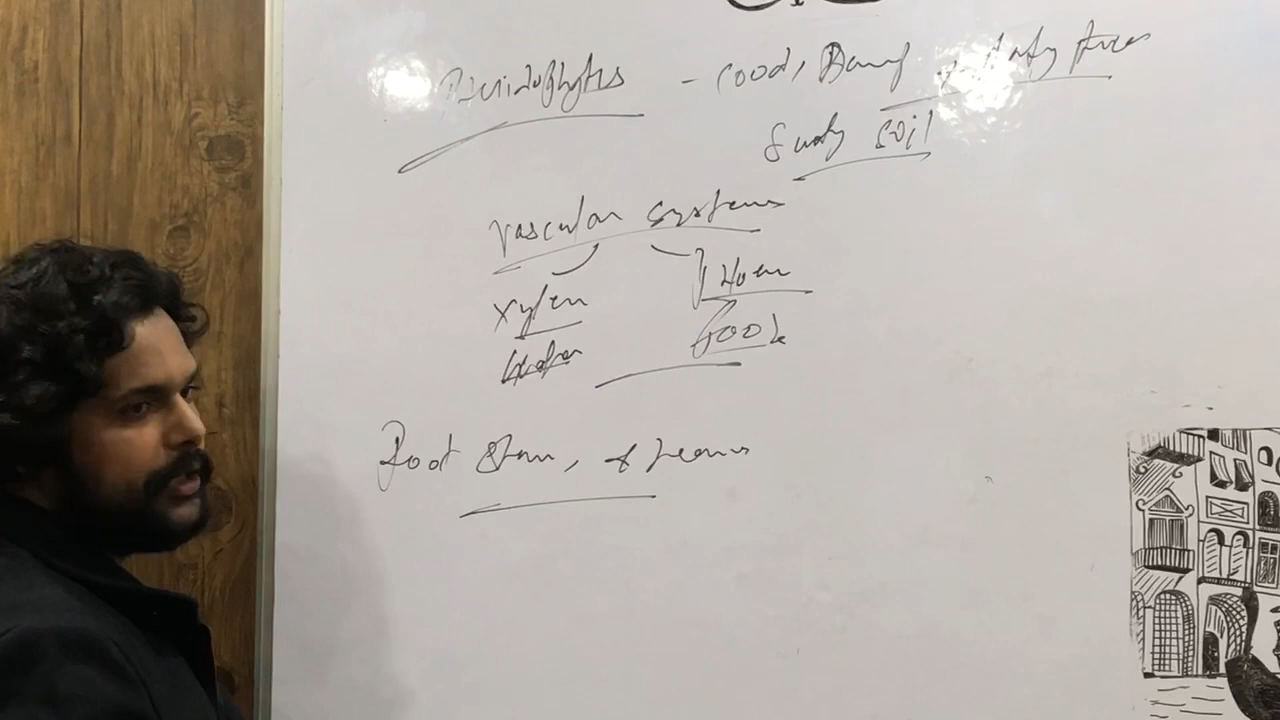 Pteridophytes - cool, Damp & shady Areas
Sandy soil
vascular systems
xylem phloem
water food
Root Stem, & Leaves